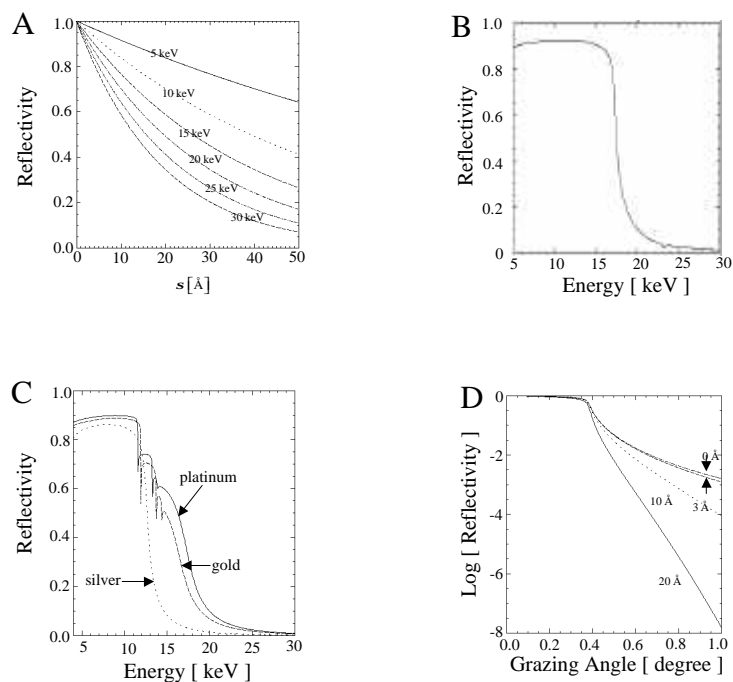 A
Reflectivity
1.0
0.8
0.6
0.4
0.2
0.0
0
10
20
30
40
50
s [Å]
5 keV
10 keV
15 keV
20 keV
25 keV
30 keV
B
Reflectivity
1.0
0.8
0.6
0.4
0.2
0
5
10
15
20
25
30
Energy [ keV ]
C
Reflectivity
1.0
0.8
0.6
0.4
0.2
0.0
5
10
15
20
25
30
Energy [ keV ]
platinum
gold
silver
D
Log [ Reflectivity ]
0
-2
-4
-6
-8
0.0
0.2
0.4
0.6
0.8
1.0
Grazing Angle [ degree ]
0 Å
3 Å
10 Å
20 Å